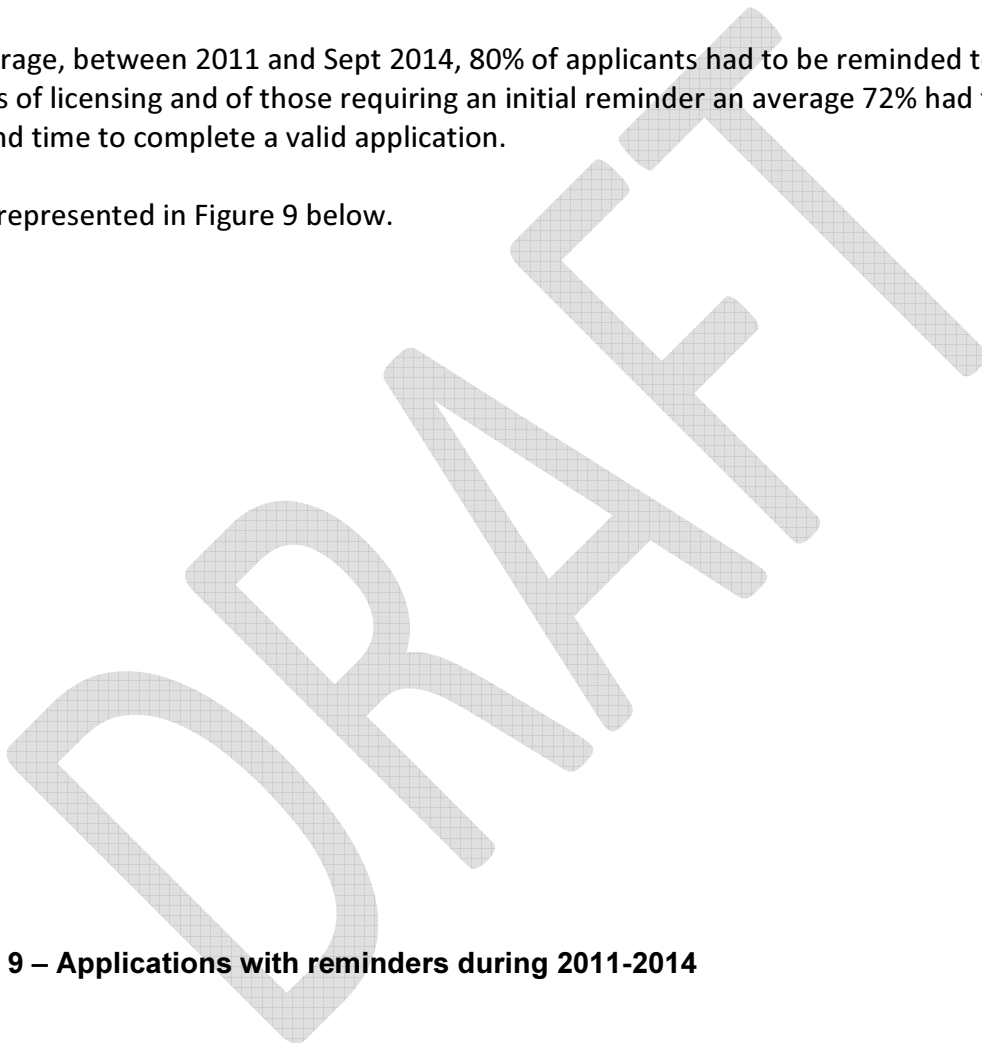 rage, between 2011 and Sept 2014, 80% of applicants had to be reminded t
s of licensing and of those requiring an initial reminder an average 72% had
nd time to complete a valid application.
represented in Figure 9 below.
DRAFT
9 – Applications with reminders during 2011-2014